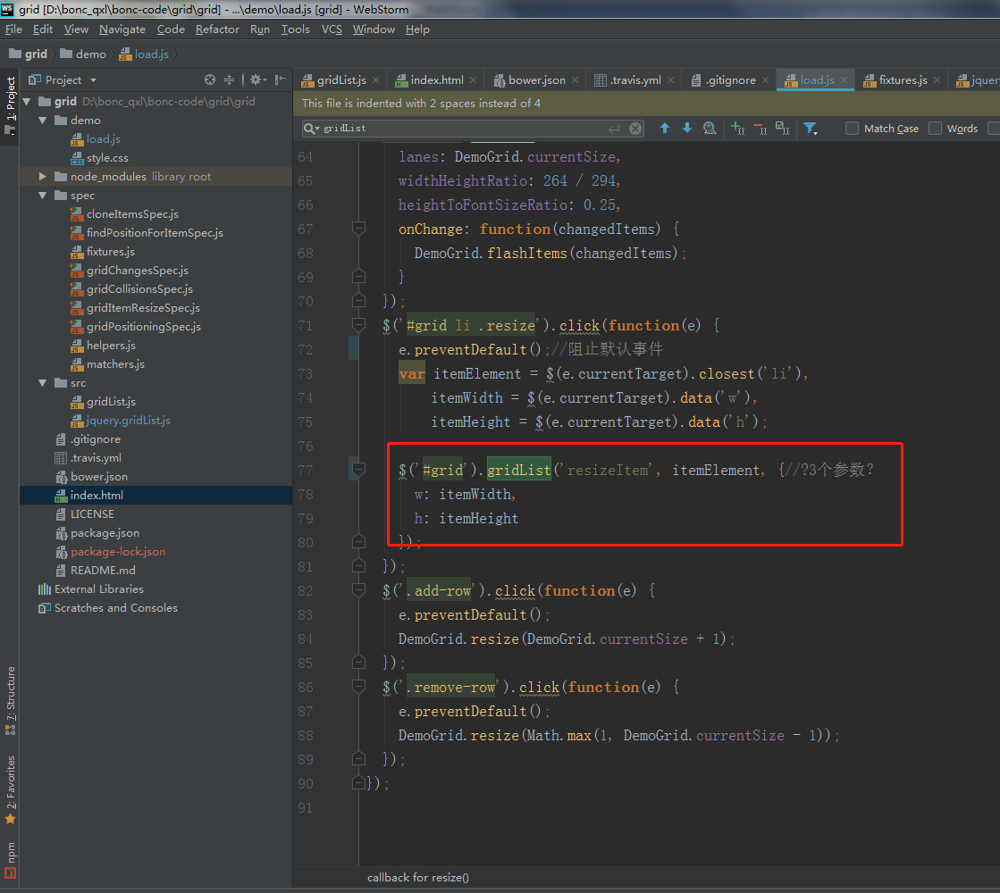 grid [D:\bonc_qxl\bonc-code\grid\grid] - ...\demo\load.js [grid] - WebStorm
File Edit View Navigate Code Refactor Run Tools VCS Window Help
grid demo load.js
1: Project
Project
gridList.js index.html bower.json .travis.yml .gitignore load.js fixtures.js jquer
This file is indented with 2 spaces instead of 4
gridList Match Case Words
grid D:\bonc_qxl\bonc-code\grid\grid
demo
load.js
style.css
node_modules library root
spec
cloneItemsSpec.js
findPositionForItemSpec.js
fixtures.js
gridChangesSpec.js
gridCollisionsSpec.js
gridItemResizeSpec.js
gridPositioningSpec.js
helpers.js
matchers.js
src
gridList.js
jquery.gridList.js
.gitignore
.travis.yml
bower.json
index.html
LICENSE
package.json
package-lock.json
README.md
External Libraries
Scratches and Consoles
7: Structure
2: Favorites
npm
64 lanes: DemoGrid.currentSize,
65 widthHeightRatio: 264 / 294,
66 heightToFontSizeRatio: 0.25,
67 onChange: function(changedItems) {
68 DemoGrid.flashItems(changedItems);
69 }
70 });
71 $('#grid li .resize').click(function(e) {
72 e.preventDefault();//阻止默认事件
73 var itemElement = $(e.currentTarget).closest('li'),
74 itemWidth = $(e.currentTarget).data('w'),
75 itemHeight = $(e.currentTarget).data('h');
76
77 $('#grid').gridList('resizeItem', itemElement, {//?3个参数?
78 w: itemWidth,
79 h: itemHeight
80 });
81 });
82 $('.add-row').click(function(e) {
83 e.preventDefault();
84 DemoGrid.resize(DemoGrid.currentSize + 1);
85 });
86 $('.remove-row').click(function(e) {
87 e.preventDefault();
88 DemoGrid.resize(Math.max(1, DemoGrid.currentSize - 1));
89 });
90 });
91
callback for resize()